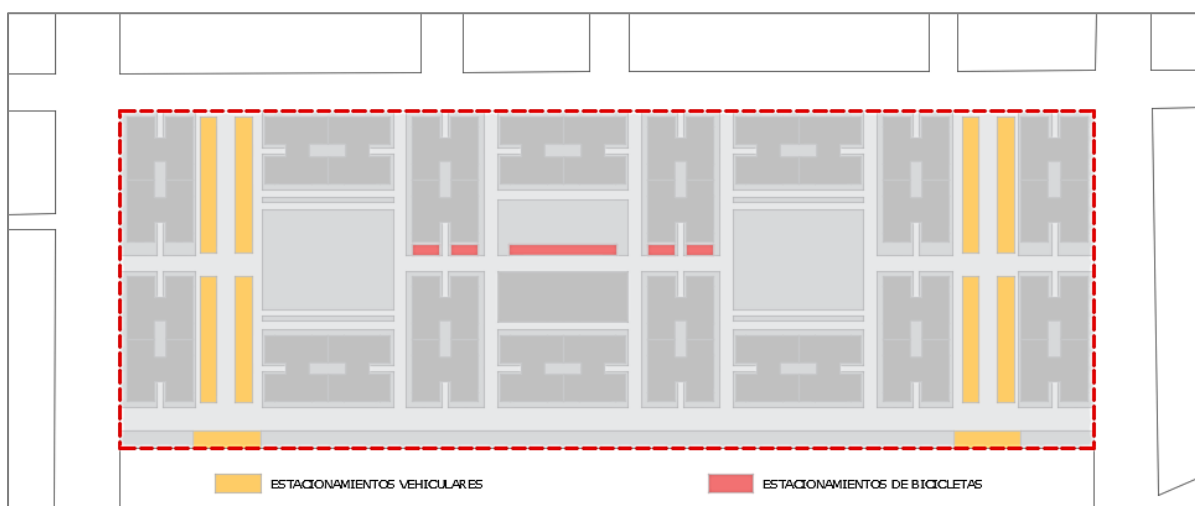 ESTACIONAMIENTOS VEHICULARES
ESTACIONAMIENTOS DE BICICLETAS